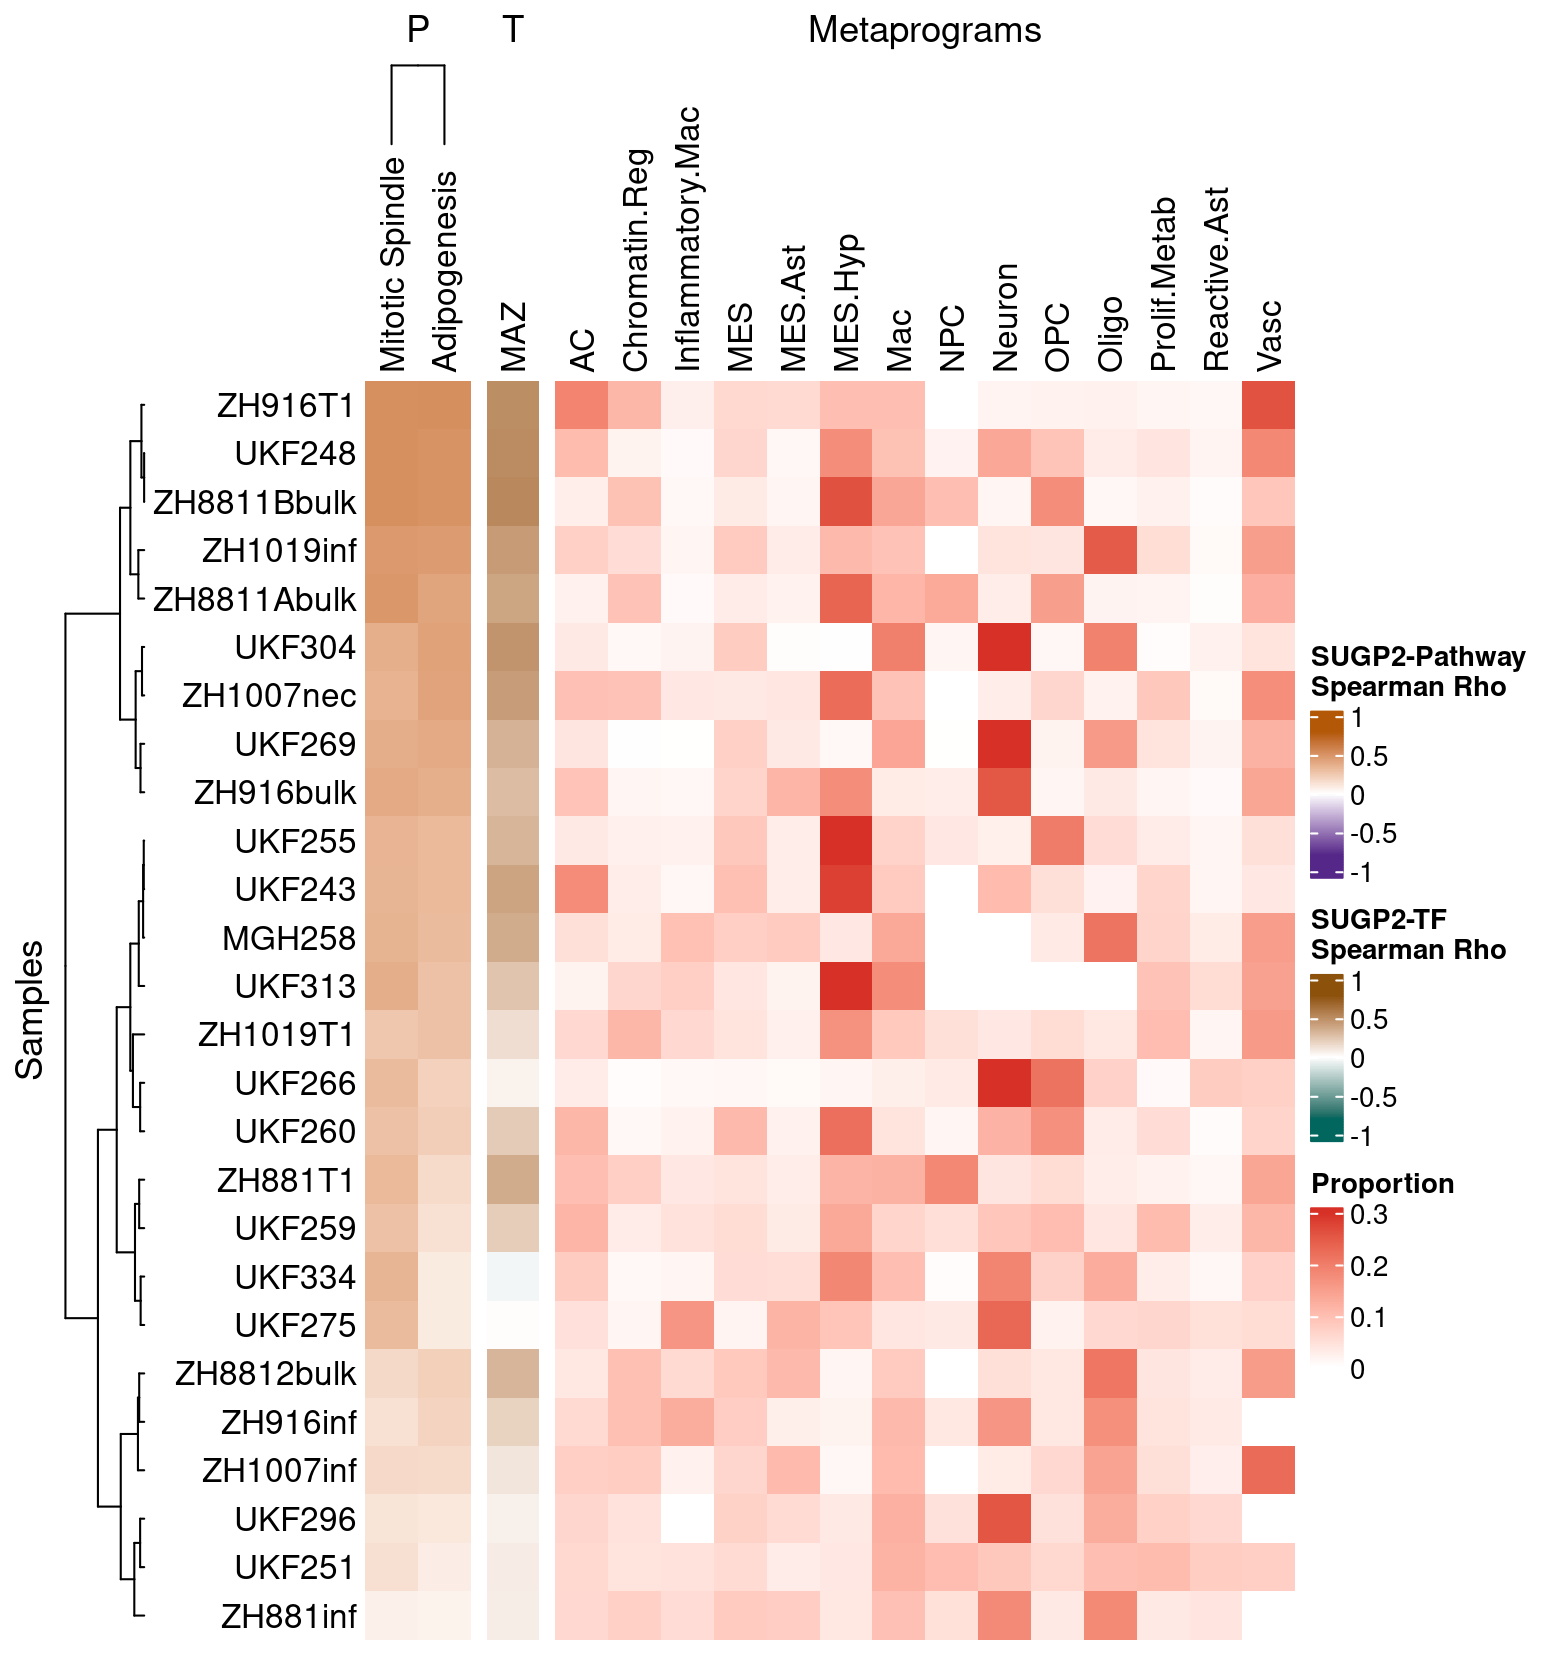 P
T
Metaprograms
Mitotic Spindle
Adipogenesis
MAZ
AC
Chromatin.Reg
Inflammatory.Mac
MES
MES.Ast
MES.Hyp
Mac
NPC
Neuron
OPC
Oligo
Prolif.Metab
Reactive.Ast
Vasc
Samples
ZH916T1
UKF248
ZH8811Bbulk
ZH1019inf
ZH8811Abulk
UKF304
ZH1007nec
UKF269
ZH916bulk
UKF255
UKF243
MGH258
UKF313
ZH1019T1
UKF266
UKF260
ZH881T1
UKF259
UKF334
UKF275
ZH8812bulk
ZH916inf
ZH1007inf
UKF296
UKF251
ZH881inf
SUGP2-Pathway
Spearman Rho
1
0.5
0
-0.5
-1
SUGP2-TF
Spearman Rho
1
0.5
0
-0.5
-1
Proportion
0.3
0.2
0.1
0